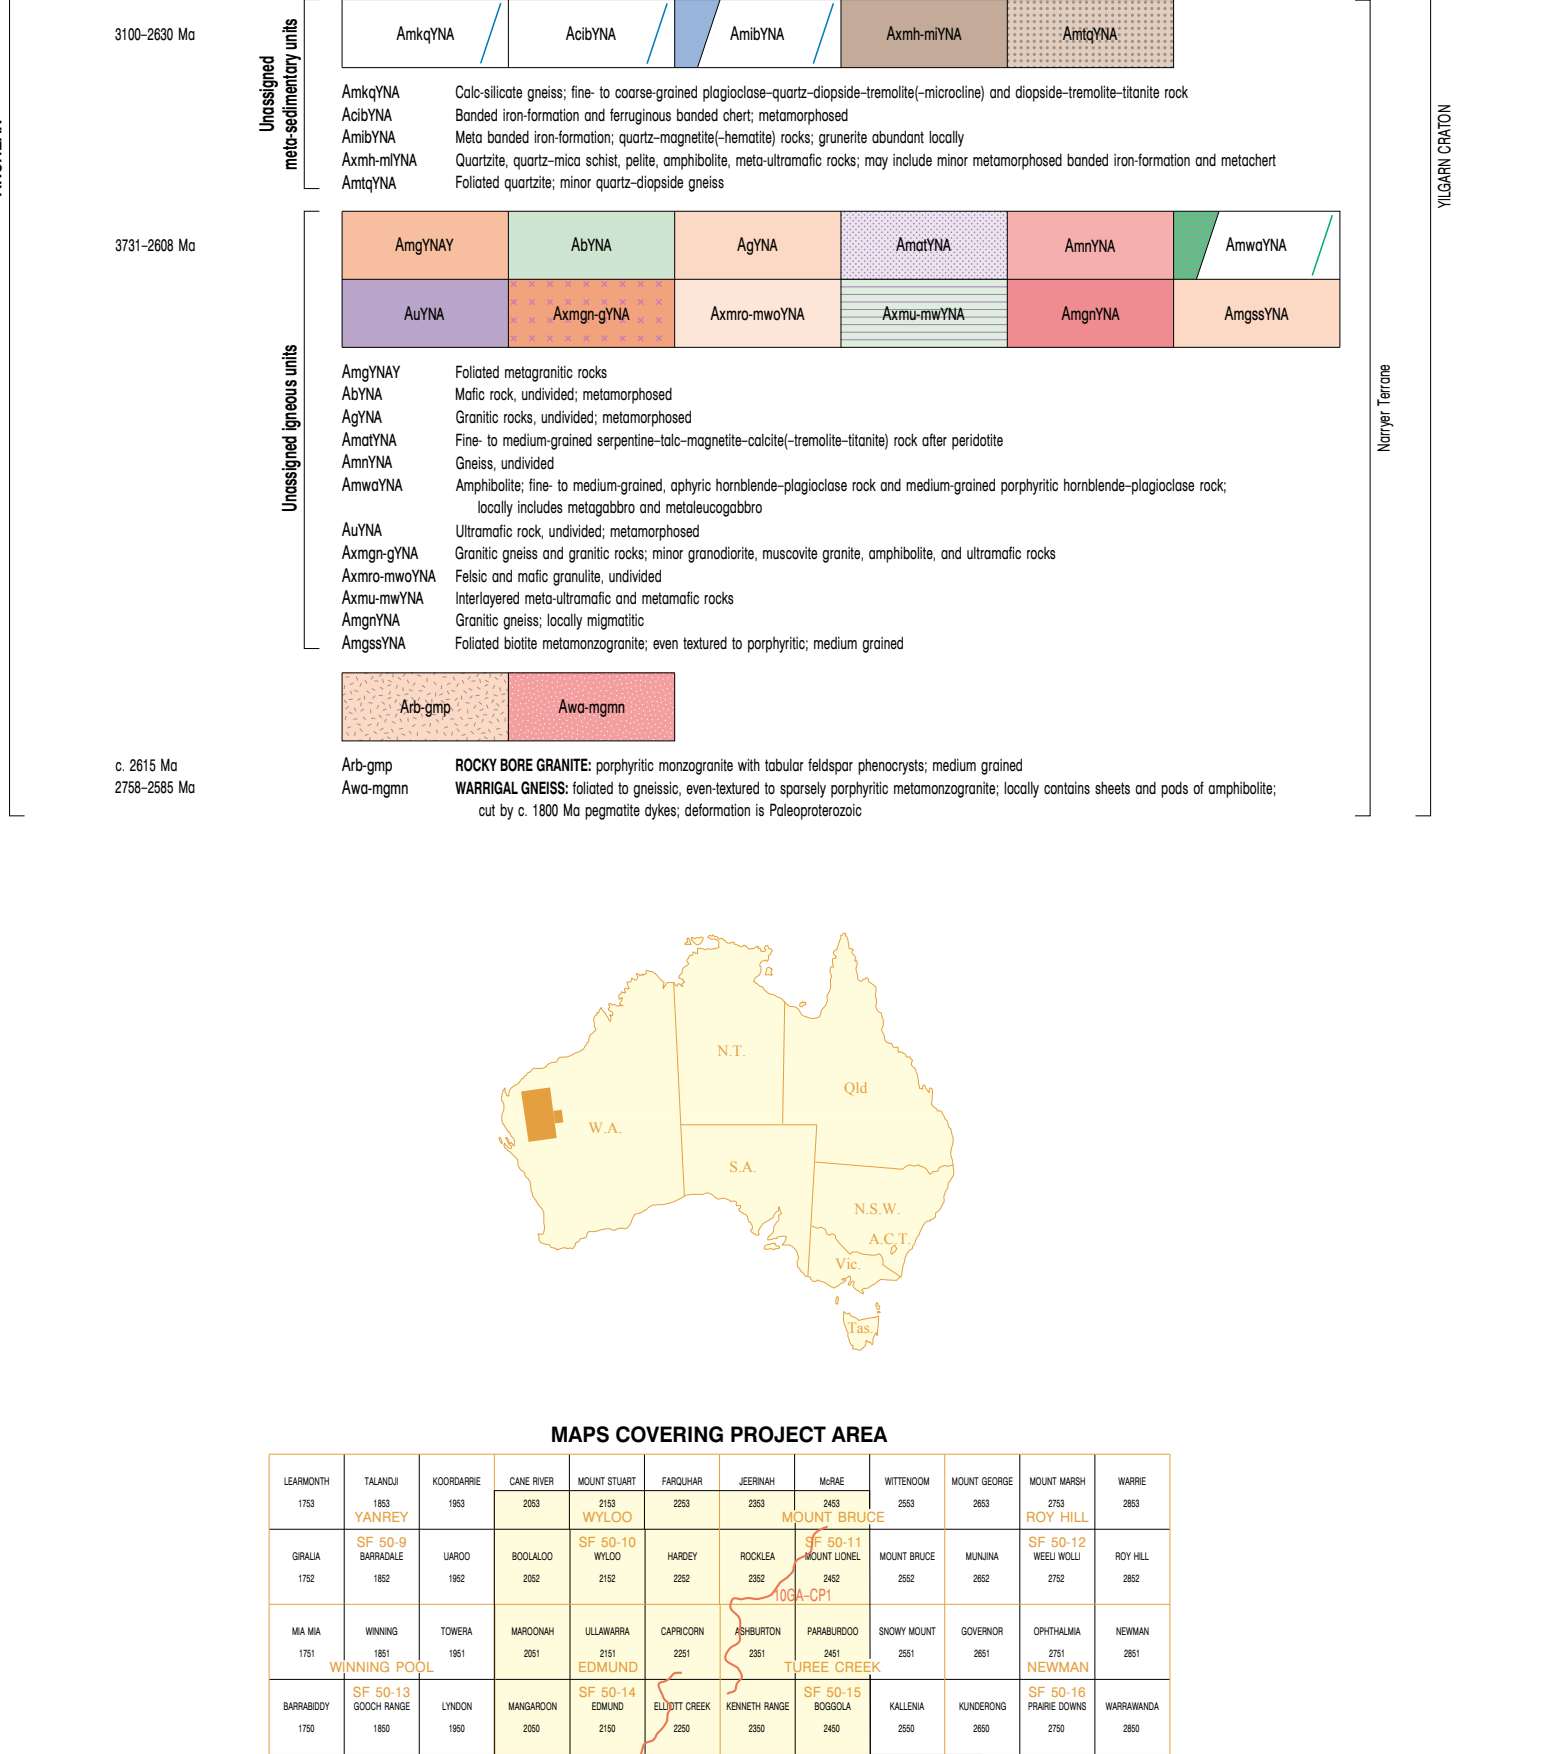 3100–2630 Ma
Unassigned
meta-sedimentary units
AmkqYNA AcibYNA AmibYNA Axmh-mlYNA AmtqYNA
AmkqYNA Calc-silicate gneiss; fine- to coarse-grained plagioclase–quartz–diopside–tremolite(–microcline) and diopside–tremolite–titanite rock
AcibYNA Banded iron-formation and ferruginous banded chert; metamorphosed
AmibYNA Meta banded iron-formation; quartz–magnetite(–hematite) rocks; grunerite abundant locally
Axmh-mlYNA Quartzite, quartz–mica schist, pelite, amphibolite, meta-ultramafic rocks; may include minor metamorphosed banded iron-formation and metachert
AmtqYNA Foliated quartzite; minor quartz–diopside gneiss
YILGARN CRATON
3731–2608 Ma
Unassigned igneous units
AmgYNAY AbYNA AgYNA AmatYNA AmnYNA AmwaYNA
AuYNA Axmgn-gYNA Axmro-mwoYNA Axmu-mwYNA AmgnYNA AmgssYNA
AmgYNAY Foliated metagranitic rocks
AbYNA Mafic rock, undivided; metamorphosed
AgYNA Granitic rocks, undivided; metamorphosed
AmatYNA Fine- to medium-grained serpentine–talc–magnetite–calcite(–tremolite–titanite) rock after peridotite
AmnYNA Gneiss, undivided
AmwaYNA Amphibolite; fine- to medium-grained, aphyric hornblende–plagioclase rock and medium-grained porphyritic hornblende–plagioclase rock;
locally includes metagabbro and metaleucogabbro
AuYNA Ultramafic rock, undivided; metamorphosed
Axmgn-gYNA Granitic gneiss and granitic rocks; minor granodiorite, muscovite granite, amphibolite, and ultramafic rocks
Axmro-mwoYNA Felsic and mafic granulite, undivided
Axmu-mwYNA Interlayered meta-ultramafic and metamafic rocks
AmgnYNA Granitic gneiss; locally migmatitic
AmgssYNA Foliated biotite metamonzogranite; even textured to porphyritic; medium grained
Narryer Terrane
Arb-gmp Awa-mgmn
c. 2615 Ma Arb-gmp ROCKY BORE GRANITE: porphyritic monzogranite with tabular feldspar phenocrysts; medium grained
2758–2585 Ma Awa-mgmn WARRIGAL GNEISS: foliated to gneissic, even-textured to sparsely porphyritic metamonzogranite; locally contains sheets and pods of amphibolite;
cut by c. 1800 Ma pegmatite dykes; deformation is Paleoproterozoic
N.T.
Qld
W.A.
S.A.
N.S.W.
A.C.T.
Vic.
Tas.
MAPS COVERING PROJECT AREA
LEARMONTH TALANDJI KOORDARRIE CANE RIVER MOUNT STUART FARQUHAR JEERINAH McRAE WITTENOOM MOUNT GEORGE MOUNT MARSH WARRIE
1753 1853 1953 2053 2153 2253 2353 2453 2553 2653 2753 2853
YANREY WYLOO MOUNT BRUCE ROY HILL
SF 50-9 SF 50-10 SF 50-11 SF 50-12
GIRALIA BARRADALE UAROO BOOLALOO WYLOO HARDEY ROCKLEA MOUNT LIONEL MOUNT BRUCE MUNJINA WEELI WOLLI ROY HILL
1752 1852 1952 2052 2152 2252 2352 2452 2552 2652 2752 2852
10GA–CP1
MIA MIA WINNING TOWERA MAROONAH ULLAWARRA CAPRICORN ASHBURTON PARABURDOO SNOWY MOUNT GOVERNOR OPHTHALMIA NEWMAN
1751 1851 1951 2051 2151 2251 2351 2451 2551 2651 2751 2851
WINNING POOL EDMUND TUREE CREEK NEWMAN
SF 50-13 SF 50-14 SF 50-15 SF 50-16
BARRABIDDY GOOCH RANGE LYNDON MANGAROON EDMUND ELLIOTT CREEK KENNETH RANGE BOGGOLA KALLENIA KUNDERONG PRAIRIE DOWNS WARRAWANDA
1750 1850 1950 2050 2150 2250 2350 2450 2550 2650 2750 2850